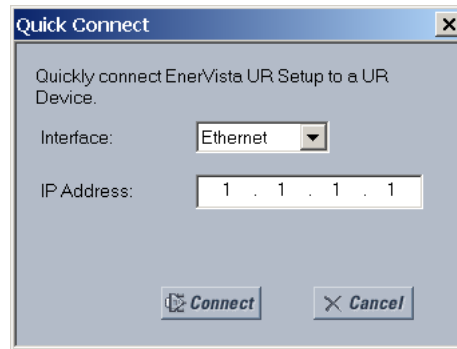 Quick Connect
Quickly connect EnerVista UR Setup to a UR
Device.
Interface: Ethernet
IP Address: 1 . 1 . 1 . 1
Connect Cancel